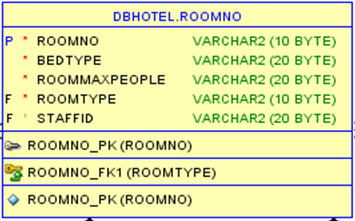 DBHOTEL.ROOMNO
P * ROOMNO VARCHAR2 (10 BYTE)
* BEDTYPE VARCHAR2 (20 BYTE)
* ROOMMAXPEOPLE VARCHAR2 (20 BYTE)
F * ROOMTYPE VARCHAR2 (10 BYTE)
F * STAFFID VARCHAR2 (20 BYTE)
ROOMNO_PK (ROOMNO)
ROOMNO_FK1 (ROOMTYPE)
ROOMNO_PK (ROOMNO)